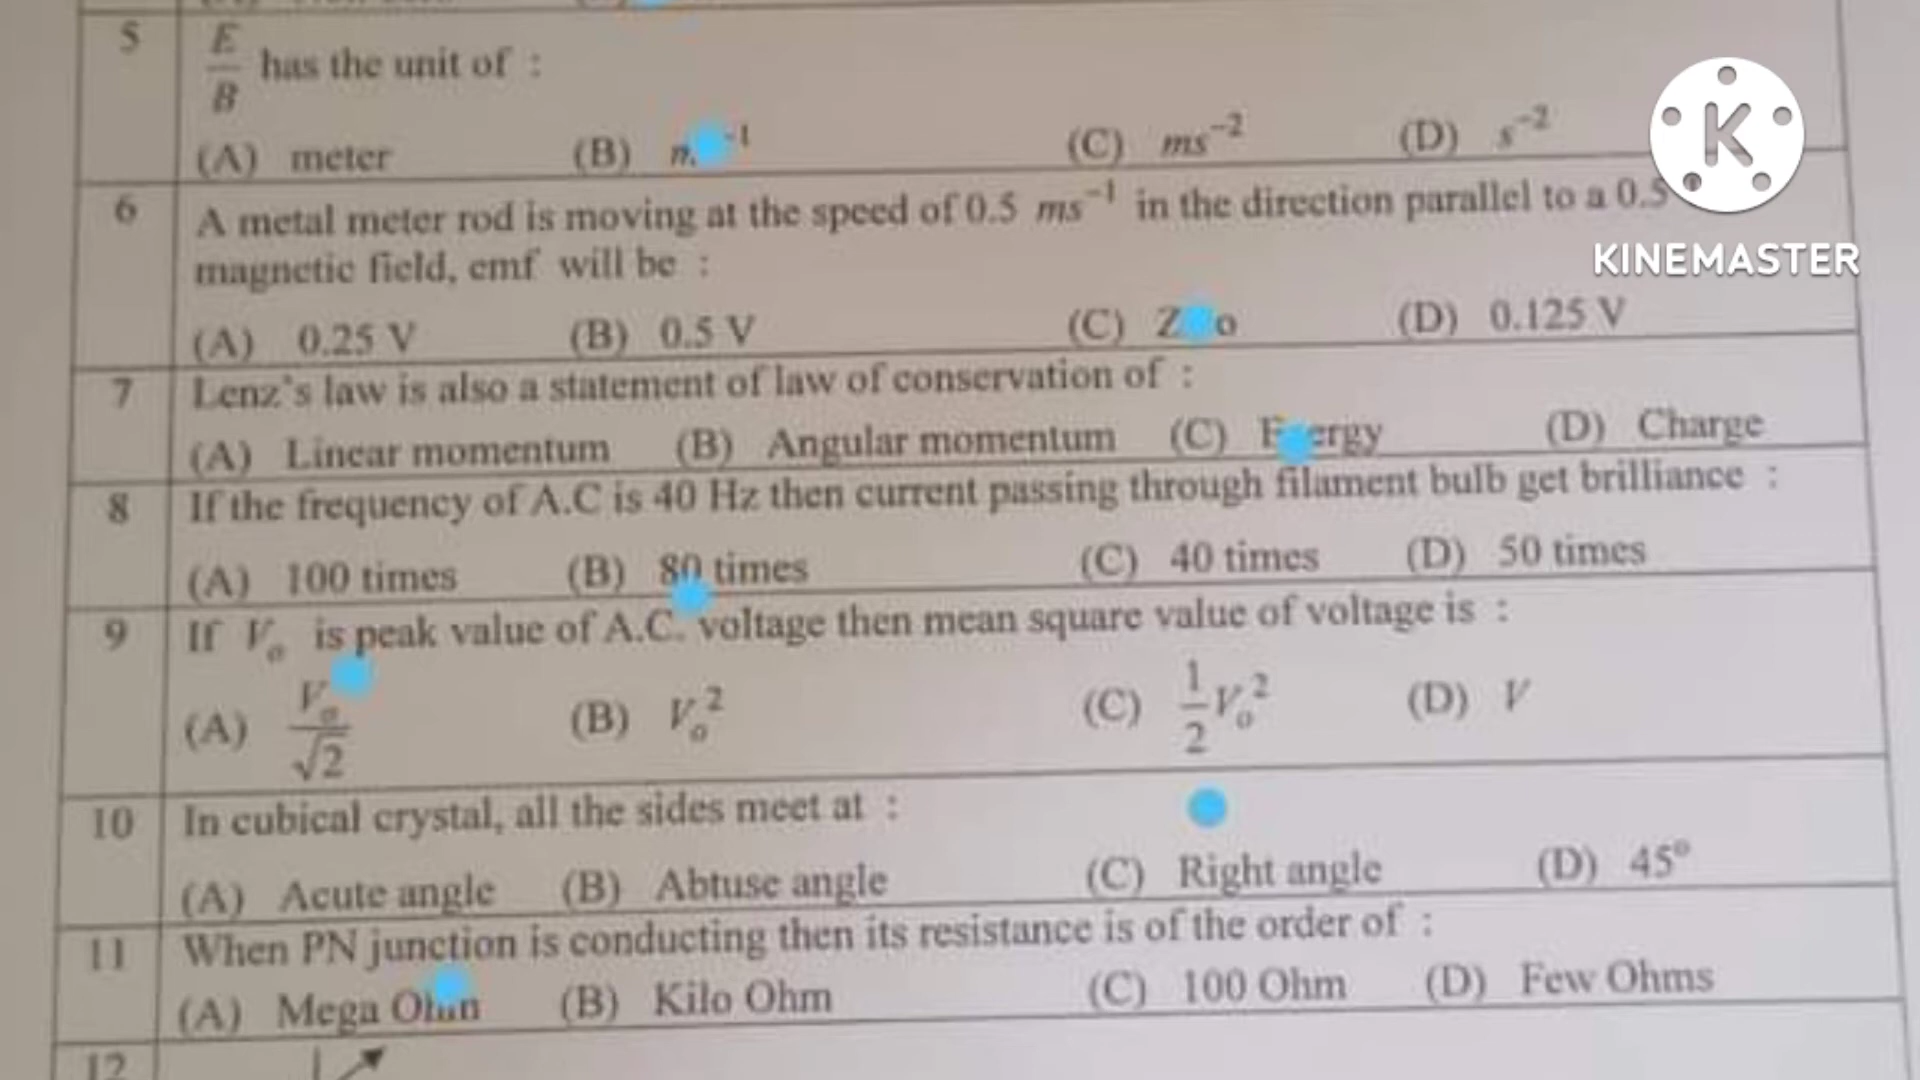 5
E
B
has the unit of :
(A) meter (B) (C) ms⁻² (D) s⁻²
6 A metal meter rod is moving at the speed of 0.5 ms⁻¹ in the direction parallel to a 0.5
magnetic field, emf will be :
(A) 0.25 V (B) 0.5 V (C) (D) 0.125 V
7 Lenz's law is also a statement of law of conservation of :
(A) Linear momentum (B) Angular momentum (C) Energy (D) Charge
8 If the frequency of A.C is 40 Hz then current passing through filament bulb get brilliance :
(A) 100 times (B) 80 times (C) 40 times (D) 50 times
9 If Vₒ is peak value of A.C. voltage then mean square value of voltage is :
(A) Vₒ/√2 (B) Vₒ² (C) 1/2 Vₒ² (D) V
10 In cubical crystal, all the sides meet at :
(A) Acute angle (B) Abtuse angle (C) Right angle (D) 45°
11 When PN junction is conducting then its resistance is of the order of :
(A) Mega Ohm (B) Kilo Ohm (C) 100 Ohm (D) Few Ohms
12
K
KINEMASTER